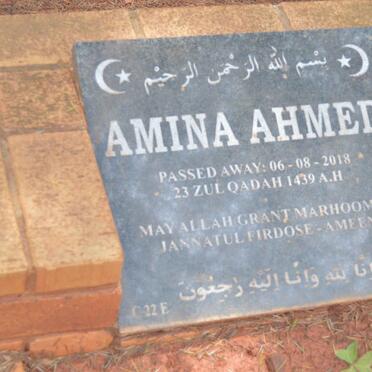 بسم الله الرحمن الرحيم
AMINA AHMED
PASSED AWAY: 06 - 08 - 2018
23 ZUL QADAH 1439 A.H
MAY ALLAH GRANT MARHOOM
JANNATUL FIRDOSE - AMEEN
انا لله وانا اليه رجعون
C-22 E